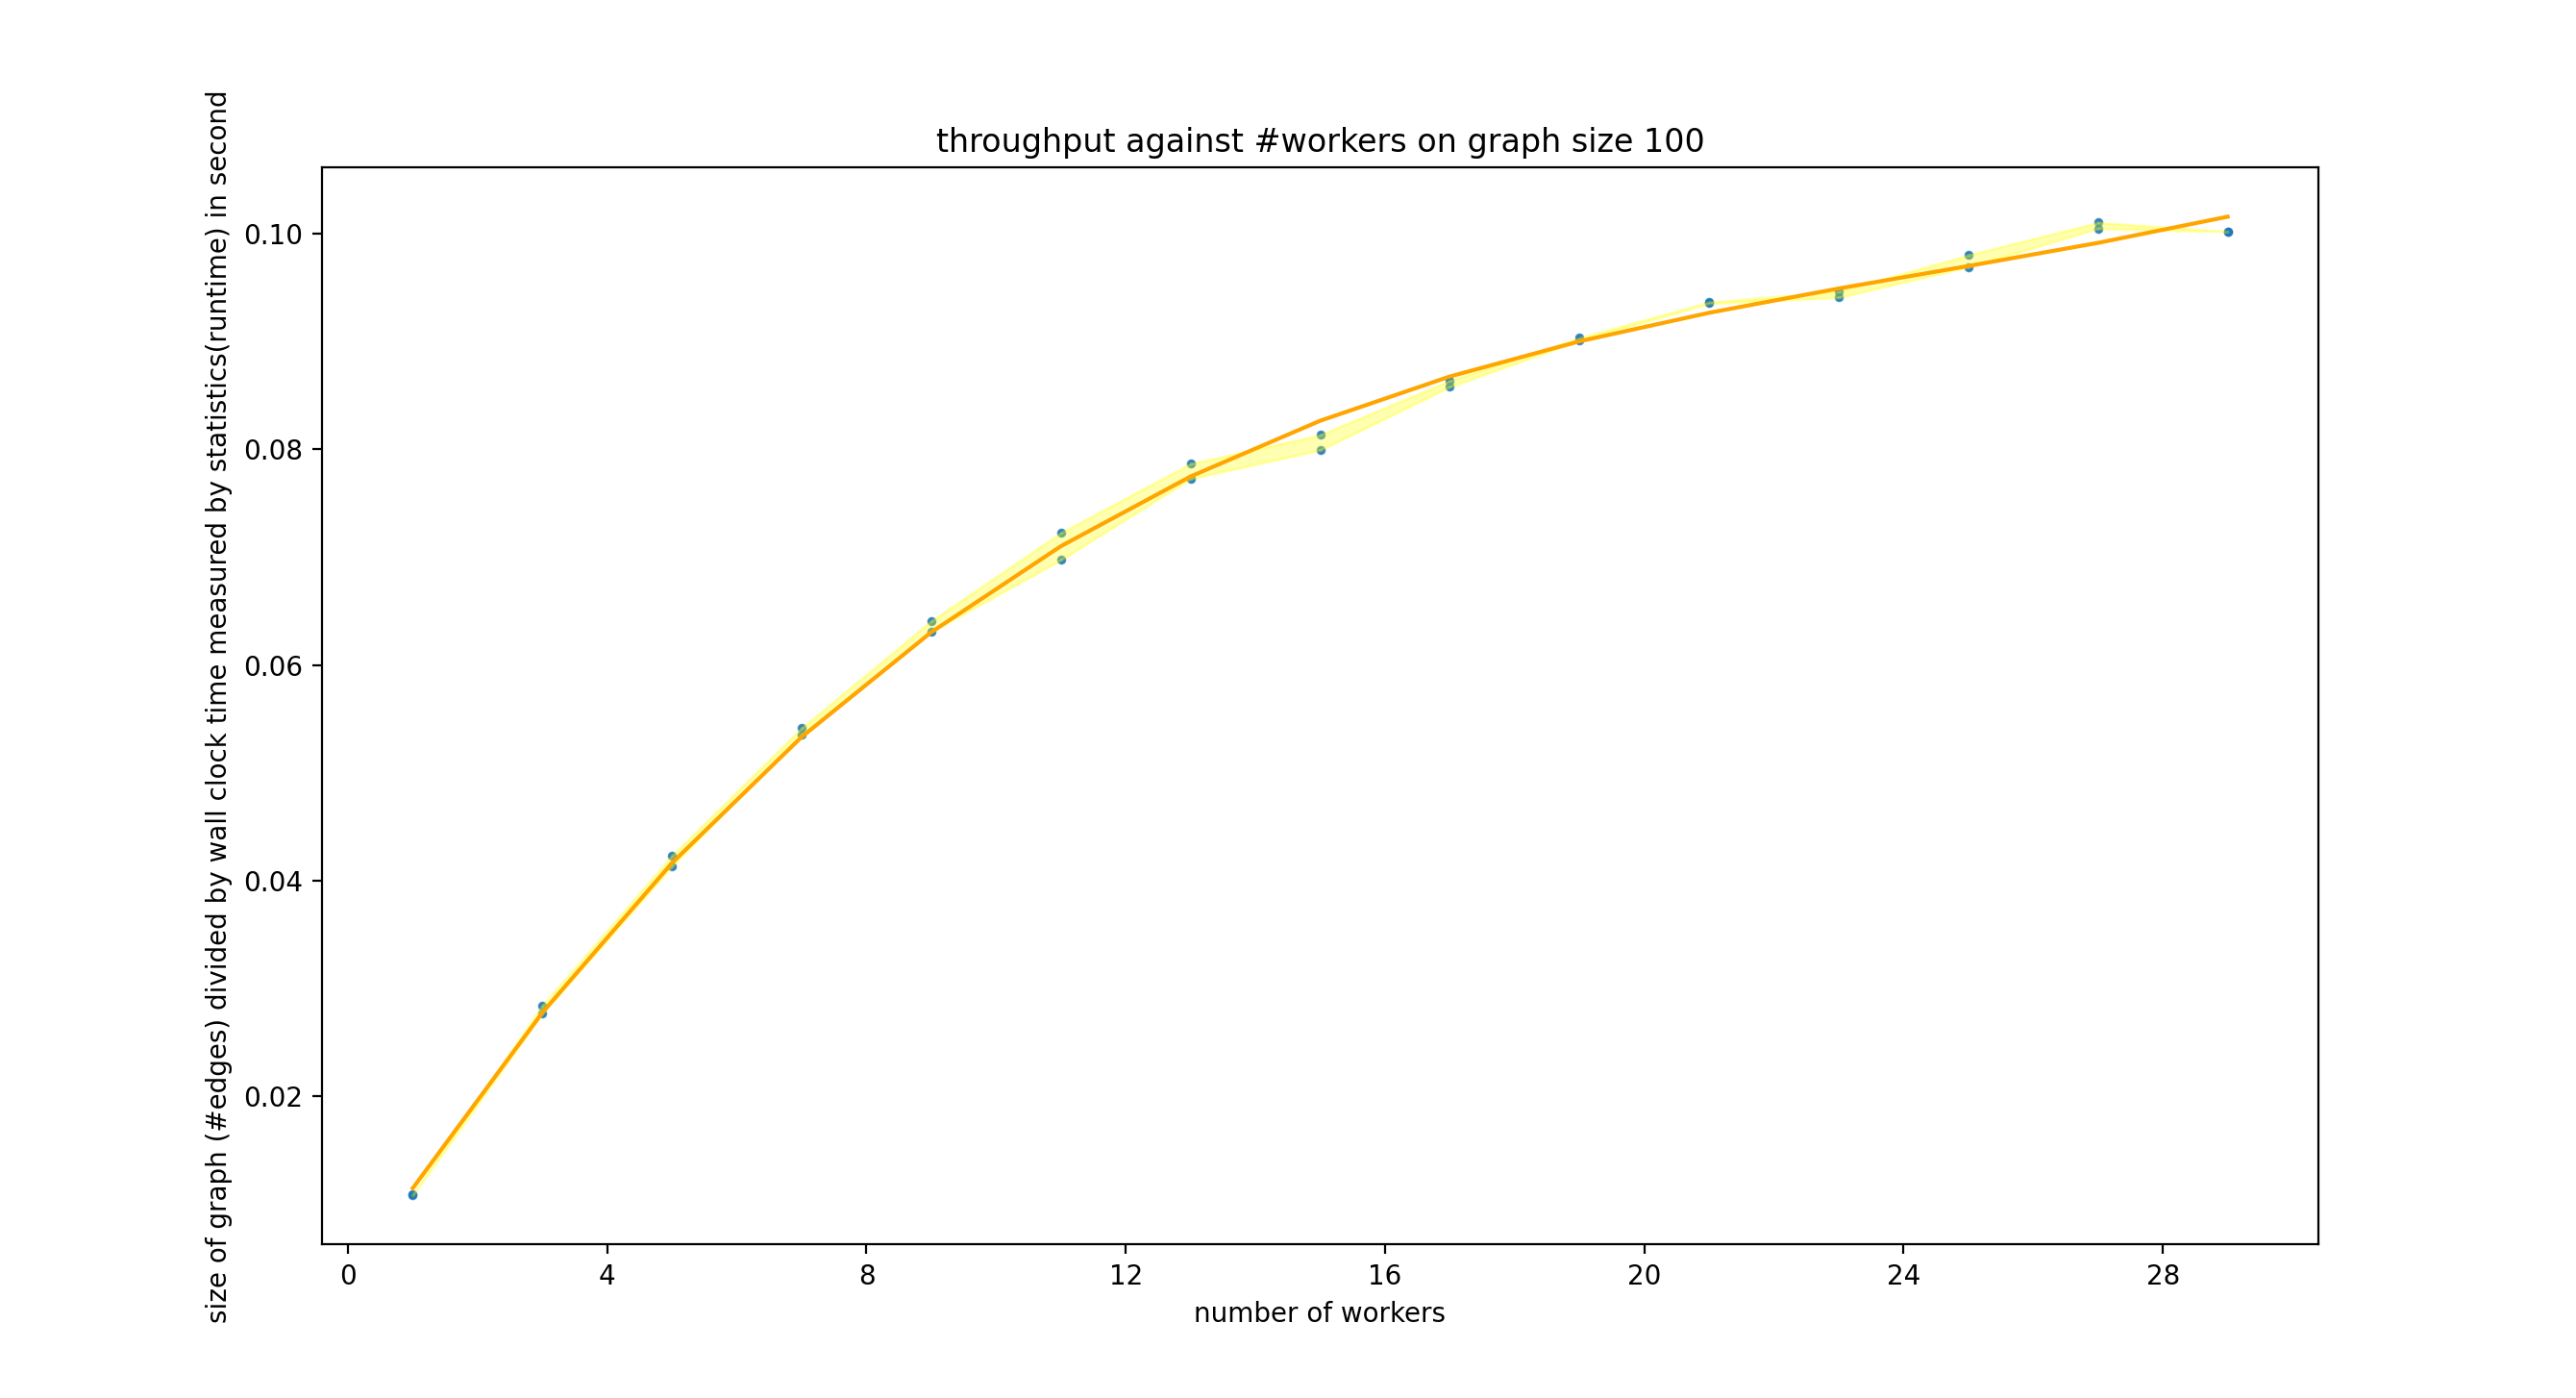 throughput against #workers on graph size 100
size of graph (#edges) divided by wall clock time measured by statistics(runtime) in second
0.10
0.08
0.06
0.04
0.02
0 4 8 12 16 20 24 28
number of workers